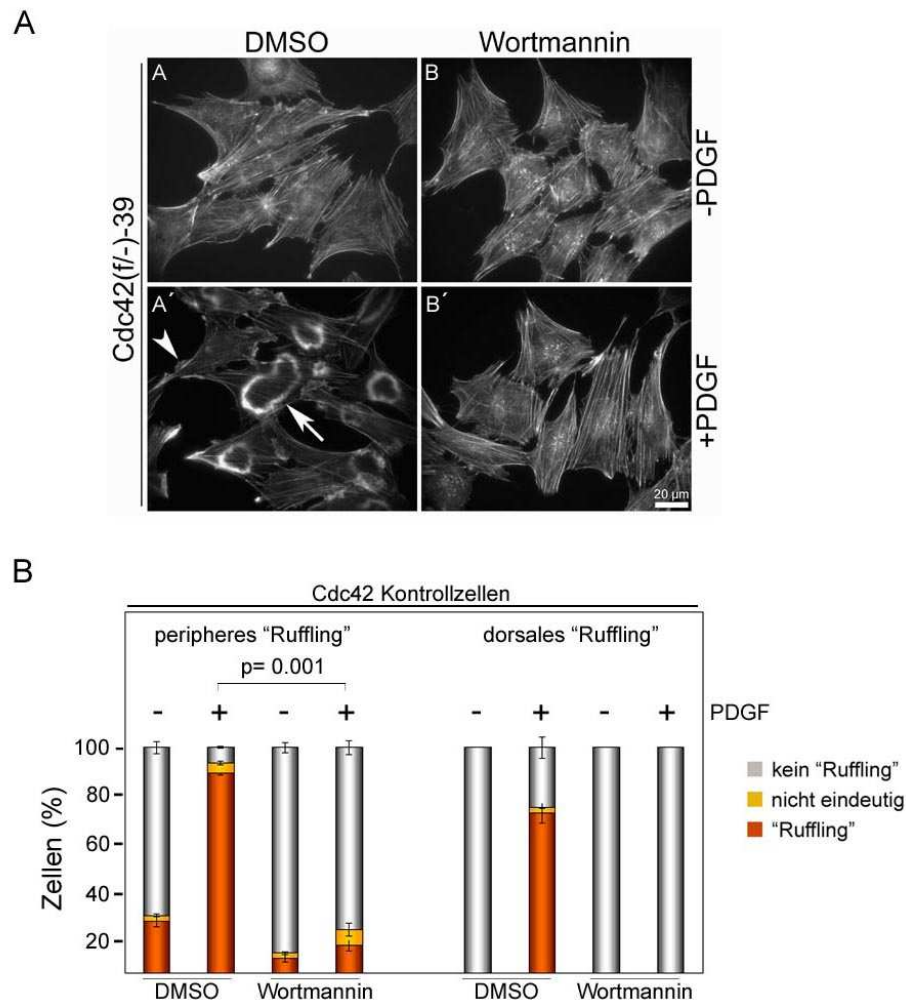 A
DMSO Wortmannin
A B
Cdc42(f/-)-39
-PDGF
A´ B´
+PDGF
20 µm
B
Cdc42 Kontrollzellen
peripheres "Ruffling" dorsales "Ruffling"
p= 0.001
- + - + - + - + PDGF
Zellen (%)
100
80
60
40
20
kein "Ruffling"
nicht eindeutig
"Ruffling"
DMSO Wortmannin DMSO Wortmannin